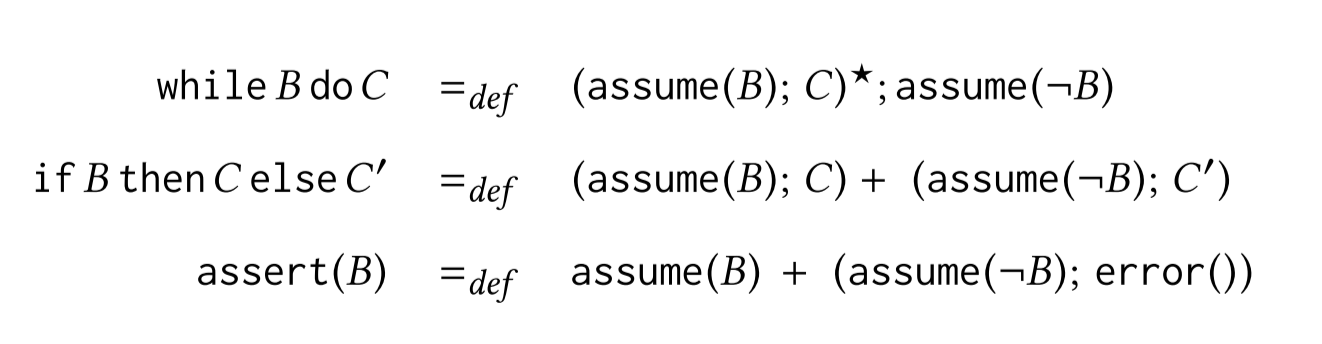 while B do C =def (assume(B); C)★;assume(¬B)
if B then C else C′ =def (assume(B); C) + (assume(¬B); C′)
assert(B) =def assume(B) + (assume(¬B); error())